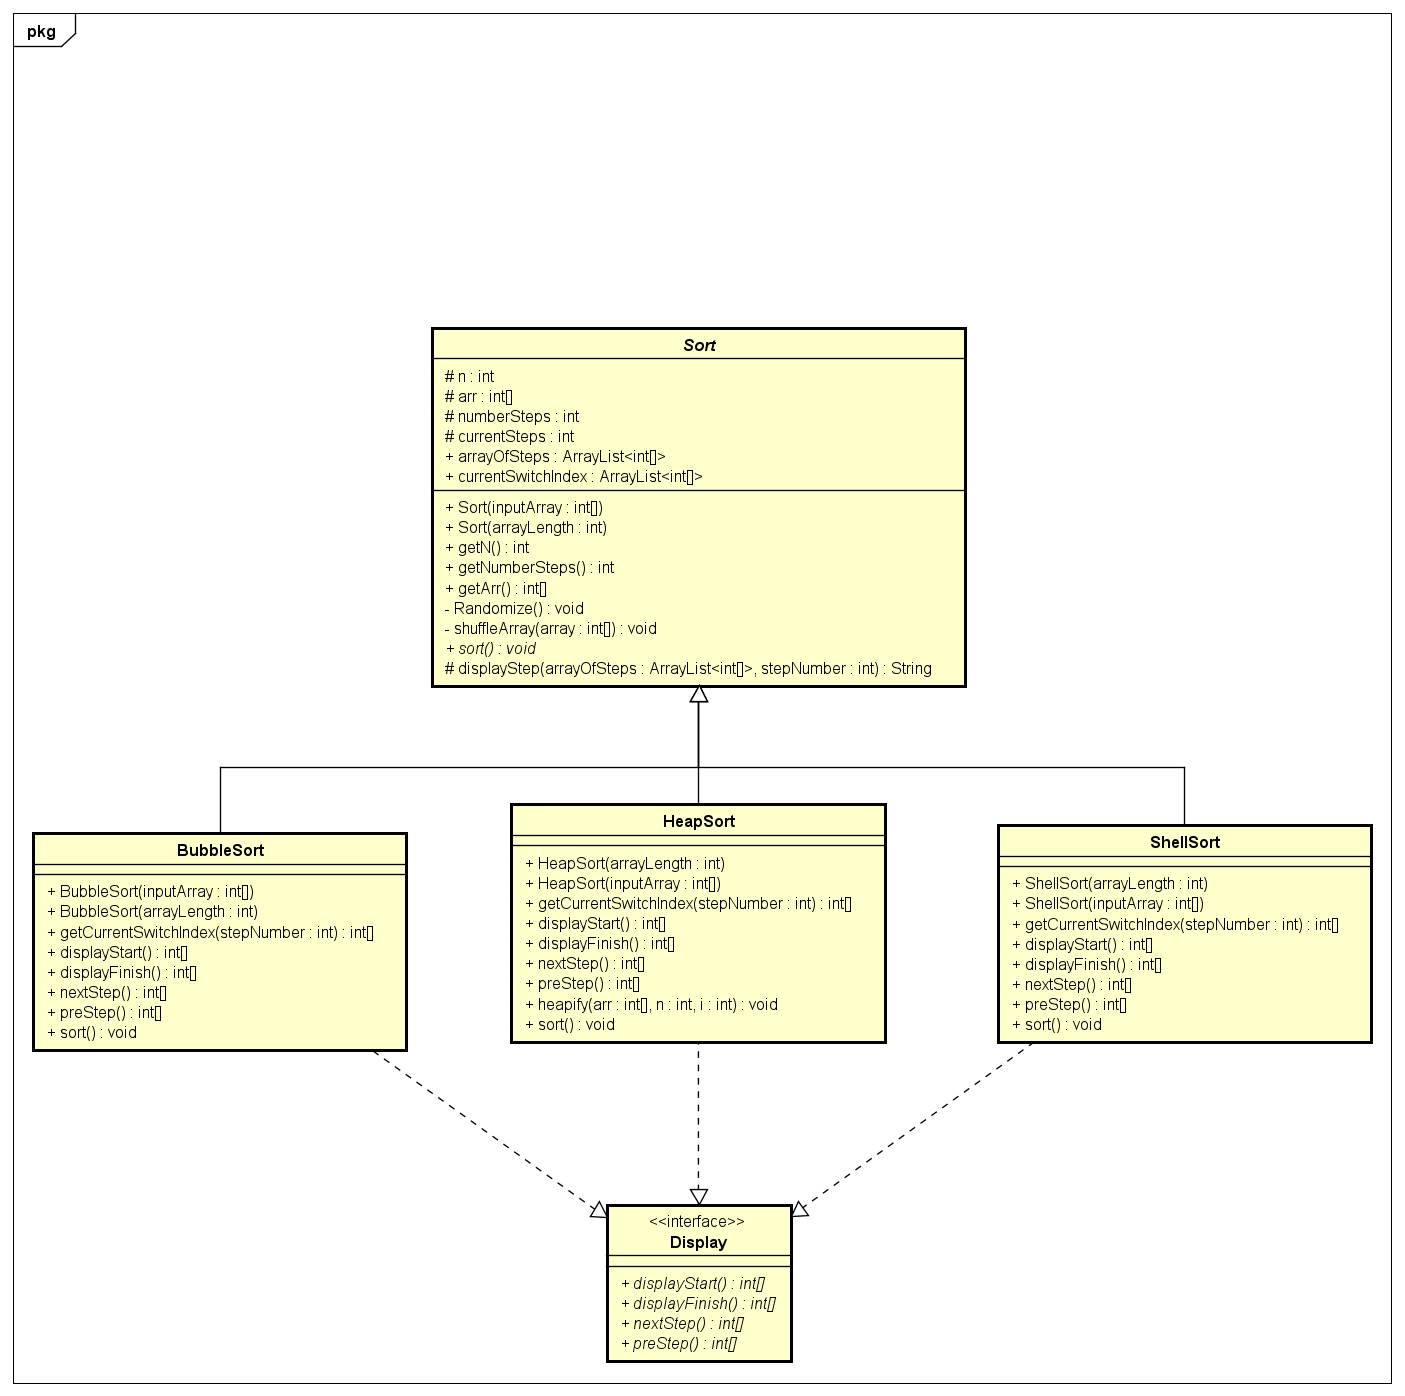 pkg
Sort
# n : int
# arr : int[]
# numberSteps : int
# currentSteps : int
+ arrayOfSteps : ArrayList<int[]>
+ currentSwitchIndex : ArrayList<int[]>
+ Sort(inputArray : int[])
+ Sort(arrayLength : int)
+ getN() : int
+ getNumberSteps() : int
+ getArr() : int[]
- Randomize() : void
- shuffleArray(array : int[]) : void
+ sort() : void
# displayStep(arrayOfSteps : ArrayList<int[]>, stepNumber : int) : String
BubbleSort
+ BubbleSort(inputArray : int[])
+ BubbleSort(arrayLength : int)
+ getCurrentSwitchIndex(stepNumber : int) : int[]
+ displayStart() : int[]
+ displayFinish() : int[]
+ nextStep() : int[]
+ preStep() : int[]
+ sort() : void
HeapSort
+ HeapSort(arrayLength : int)
+ HeapSort(inputArray : int[])
+ getCurrentSwitchIndex(stepNumber : int) : int[]
+ displayStart() : int[]
+ displayFinish() : int[]
+ nextStep() : int[]
+ preStep() : int[]
+ heapify(arr : int[], n : int, i : int) : void
+ sort() : void
ShellSort
+ ShellSort(arrayLength : int)
+ ShellSort(inputArray : int[])
+ getCurrentSwitchIndex(stepNumber : int) : int[]
+ displayStart() : int[]
+ displayFinish() : int[]
+ nextStep() : int[]
+ preStep() : int[]
+ sort() : void
<<interface>>
Display
+ displayStart() : int[]
+ displayFinish() : int[]
+ nextStep() : int[]
+ preStep() : int[]